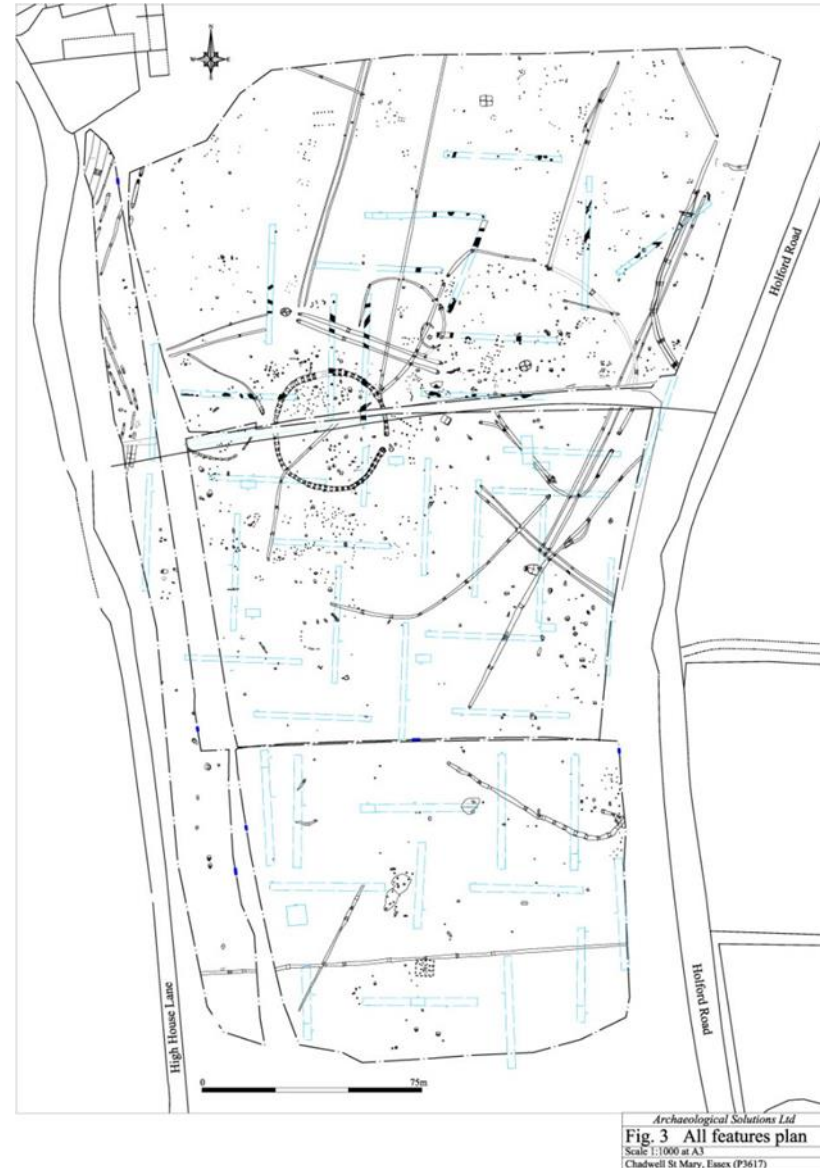 N
Holford Road
High House Lane
Holford Road
0
75m
Archaeological Solutions Ltd
Fig. 3 All features plan
Scale 1:1000 at A3
Chadwell St Mary, Essex (P3617)